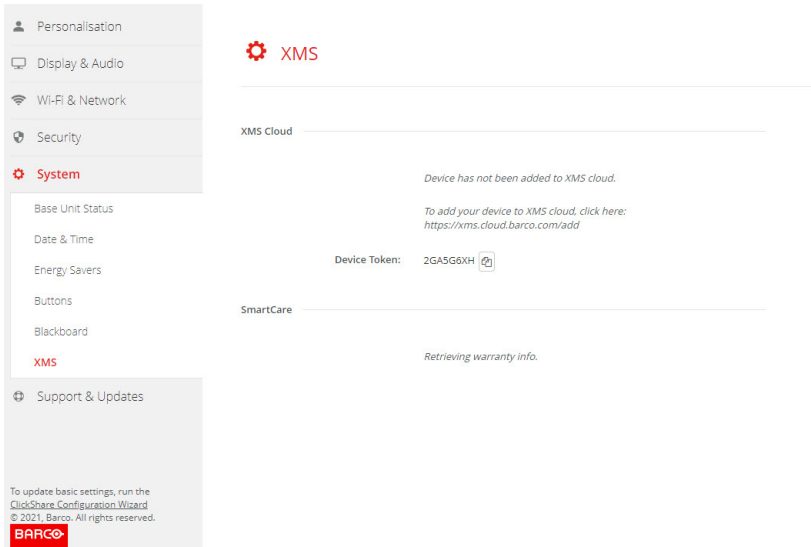 Personalisation
Display & Audio
Wi-Fi & Network
Security
System
Base Unit Status
Date & Time
Energy Savers
Buttons
Blackboard
XMS
Support & Updates
To update basic settings, run the
ClickShare Configuration Wizard
© 2021, Barco. All rights reserved.
BARCO
XMS
XMS Cloud
Device has not been added to XMS cloud.
To add your device to XMS cloud, click here:
https://xms.cloud.barco.com/add
Device Token: 2GA5G6XH
SmartCare
Retrieving warranty info.